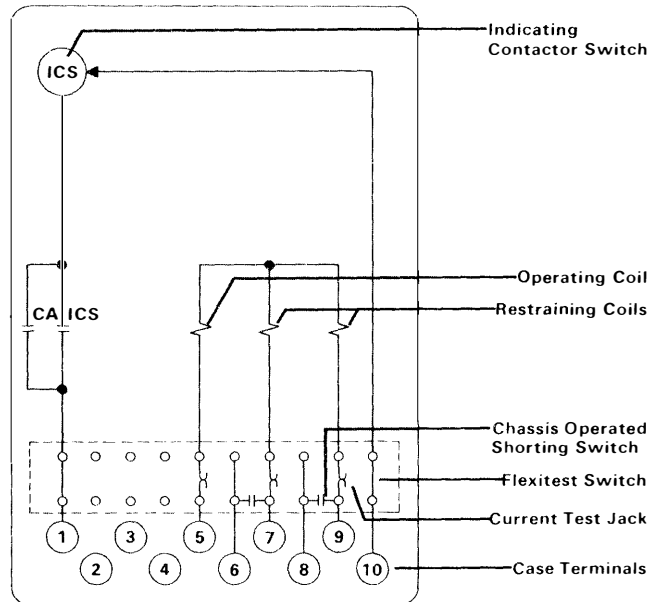 Indicating
Contactor Switch
ICS
Operating Coil
CA ICS
Restraining Coils
Chassis Operated
Shorting Switch
Flexitest Switch
Current Test Jack
1 3 5 7 9
2 4 6 8 10
Case Terminals